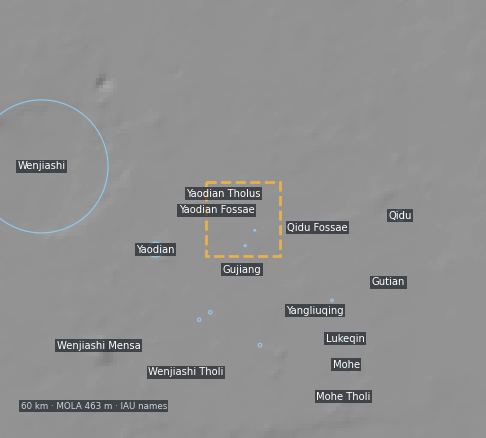 Wenjiashi
Yaodian Tholus
Yaodian Fossae
Qidu
Qidu Fossae
Yaodian
Gujiang
Gutian
Yangliuqing
Lukeqin
Wenjiashi Mensa
Mohe
Wenjiashi Tholi
Mohe Tholi
60 km · MOLA 463 m · IAU names